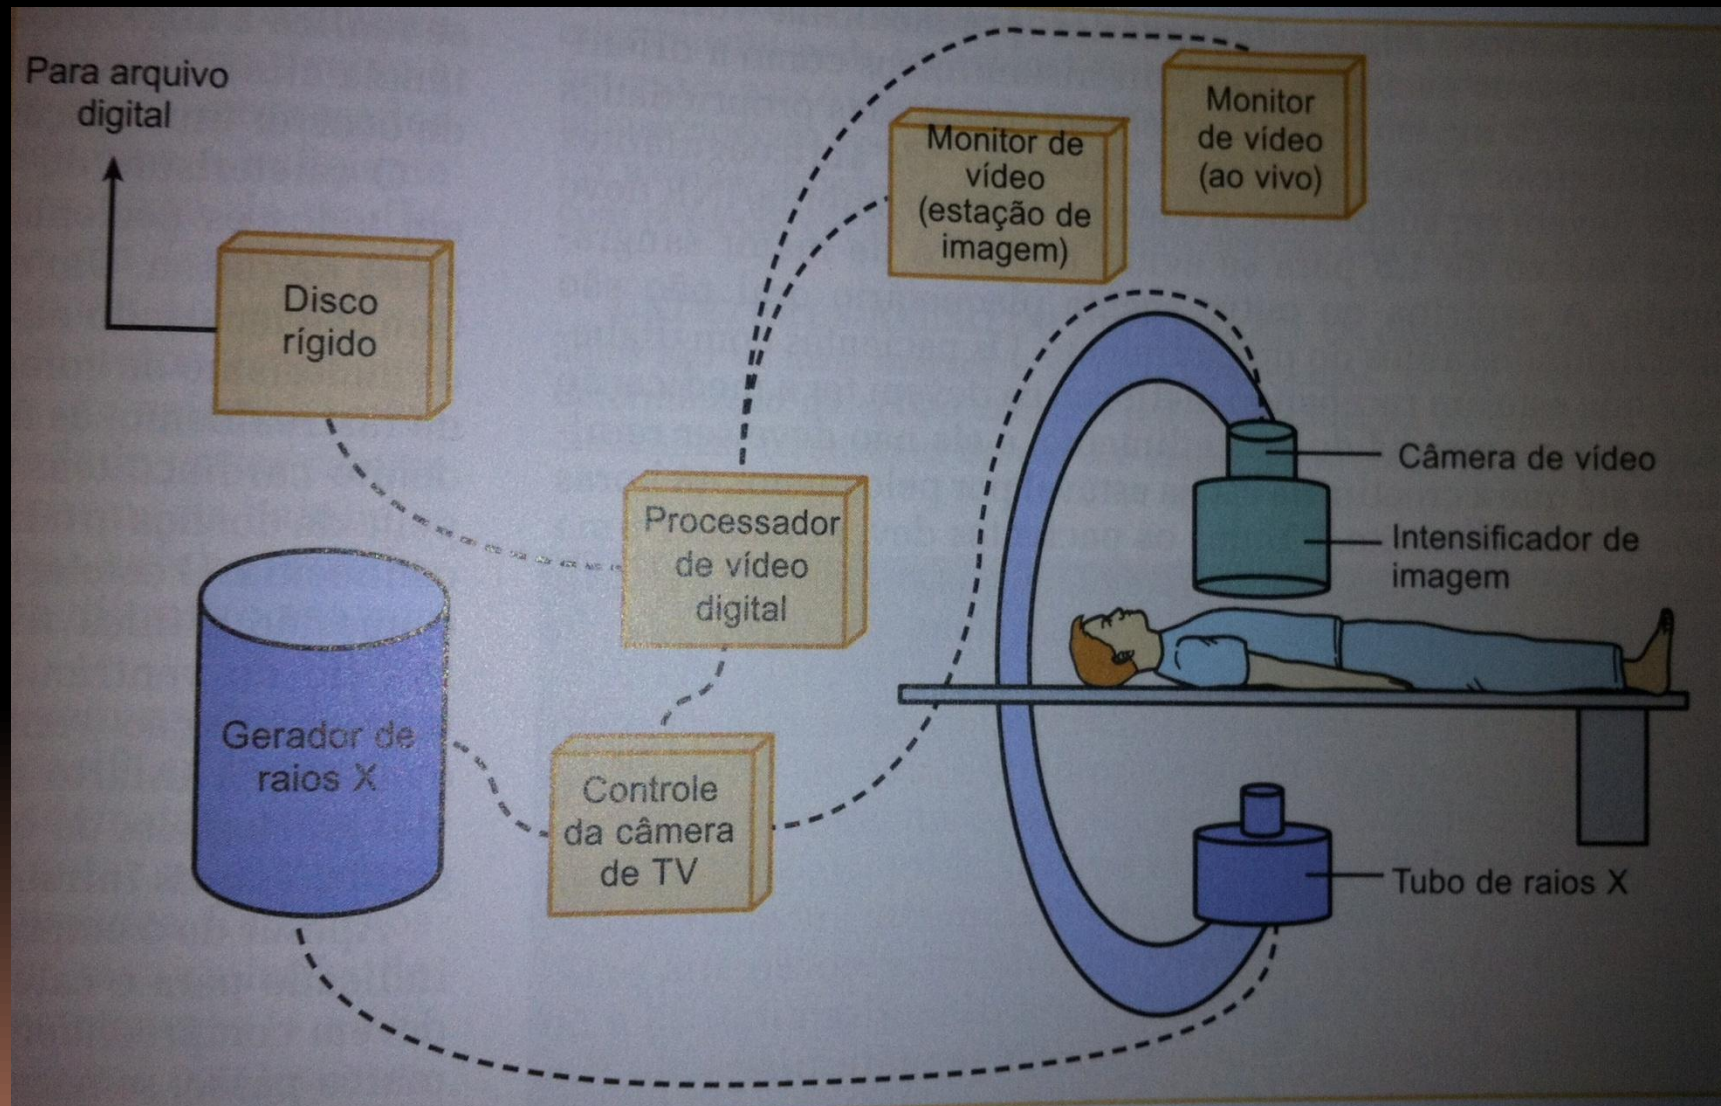 Para arquivo
digital
Monitor
de vídeo
(ao vivo)
Monitor de
vídeo
(estação de
imagem)
Disco
rígido
Câmera de vídeo
Processador
de vídeo
digital
Intensificador de
imagem
Gerador de
raios X
Controle
da câmera
de TV
Tubo de raios X